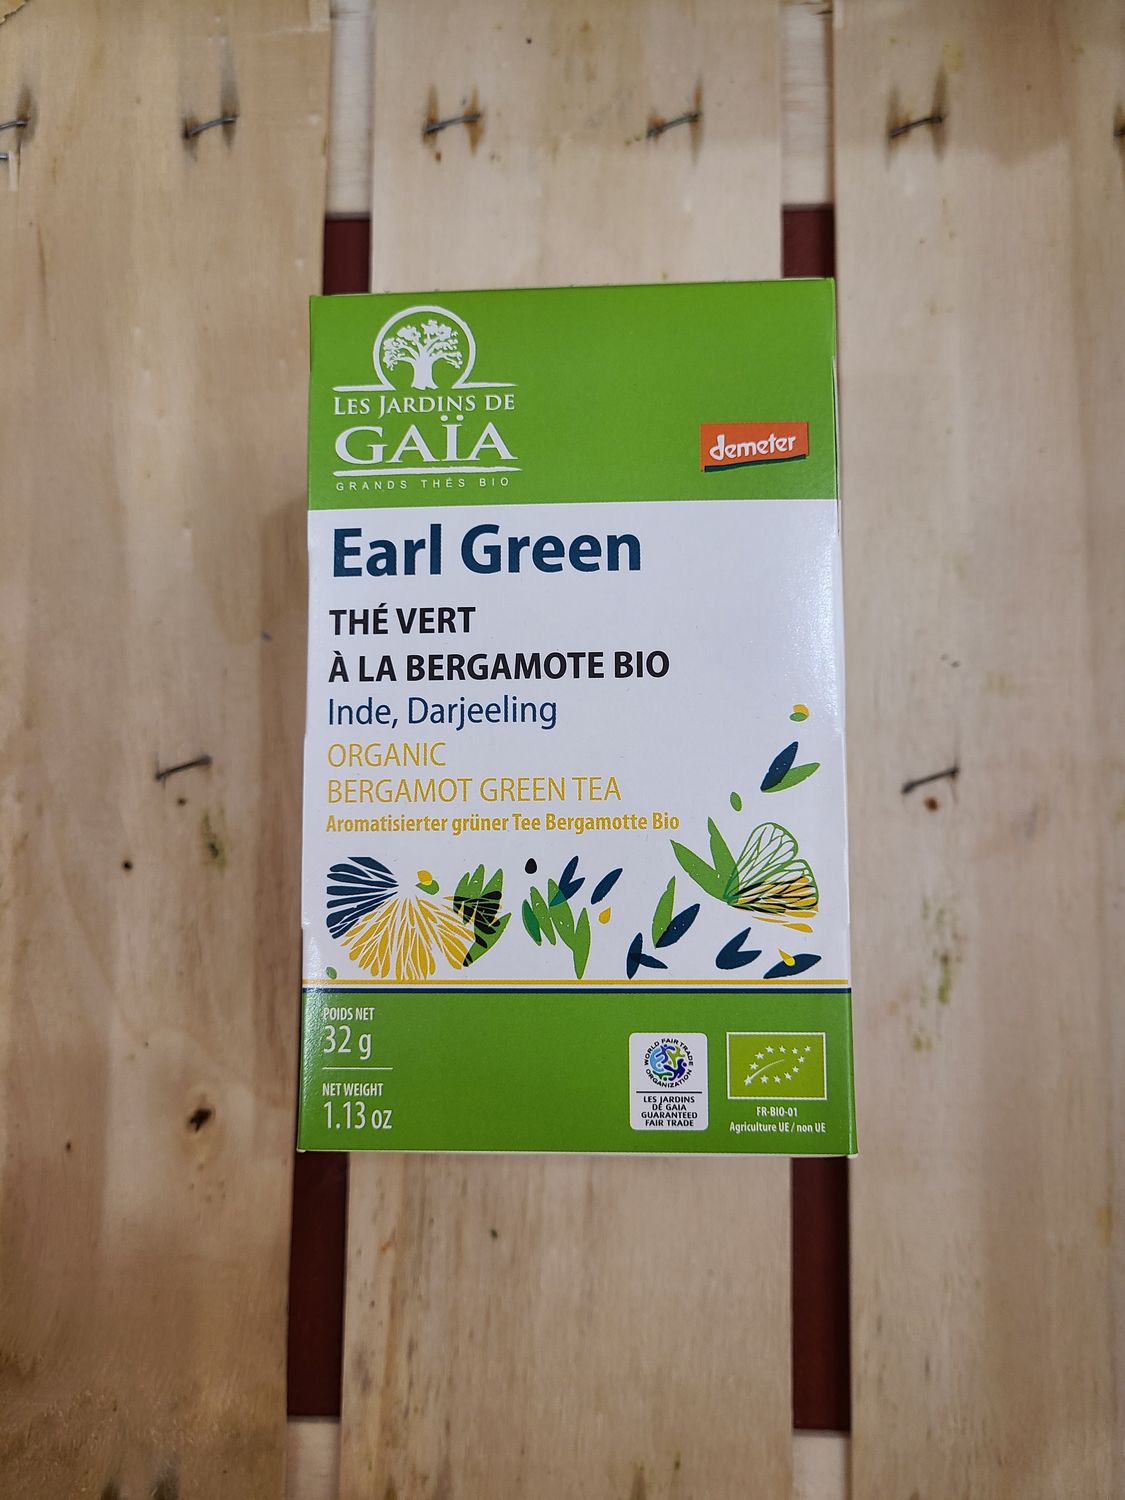 LES JARDINS DE
GAÏA
GRANDS THÉS BIO
demeter
Earl Green
THÉ VERT
À LA BERGAMOTE BIO
Inde, Darjeeling
ORGANIC
BERGAMOT GREEN TEA
Aromatisierter grüner Tee Bergamotte Bio
POIDS NET
32 g
NET WEIGHT
1.13 oz
WORLD FAIR TRADE
ORGANIZATION
LES JARDINS
DE GAIA
GUARANTEED
FAIR TRADE
FR-BIO-01
Agriculture UE / non UE